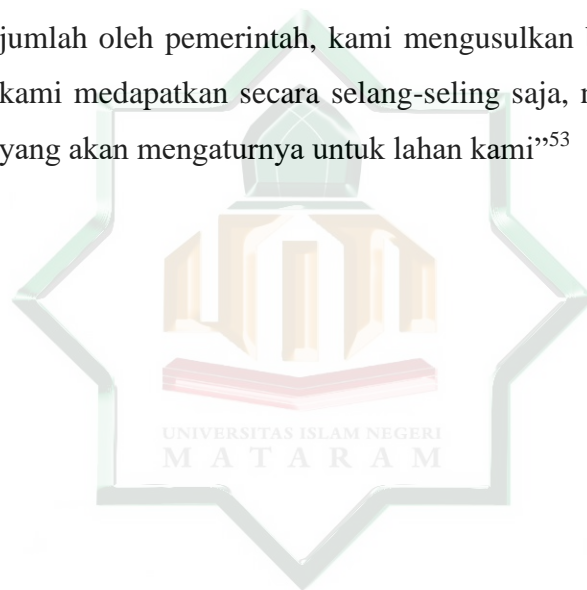 jumlah oleh pemerintah, kami mengusulkan
kami medapatkan secara selang-seling saja,
yang akan mengaturnya untuk lahan kami”53
UNIVERSITAS ISLAM NEGERI
MATARAM